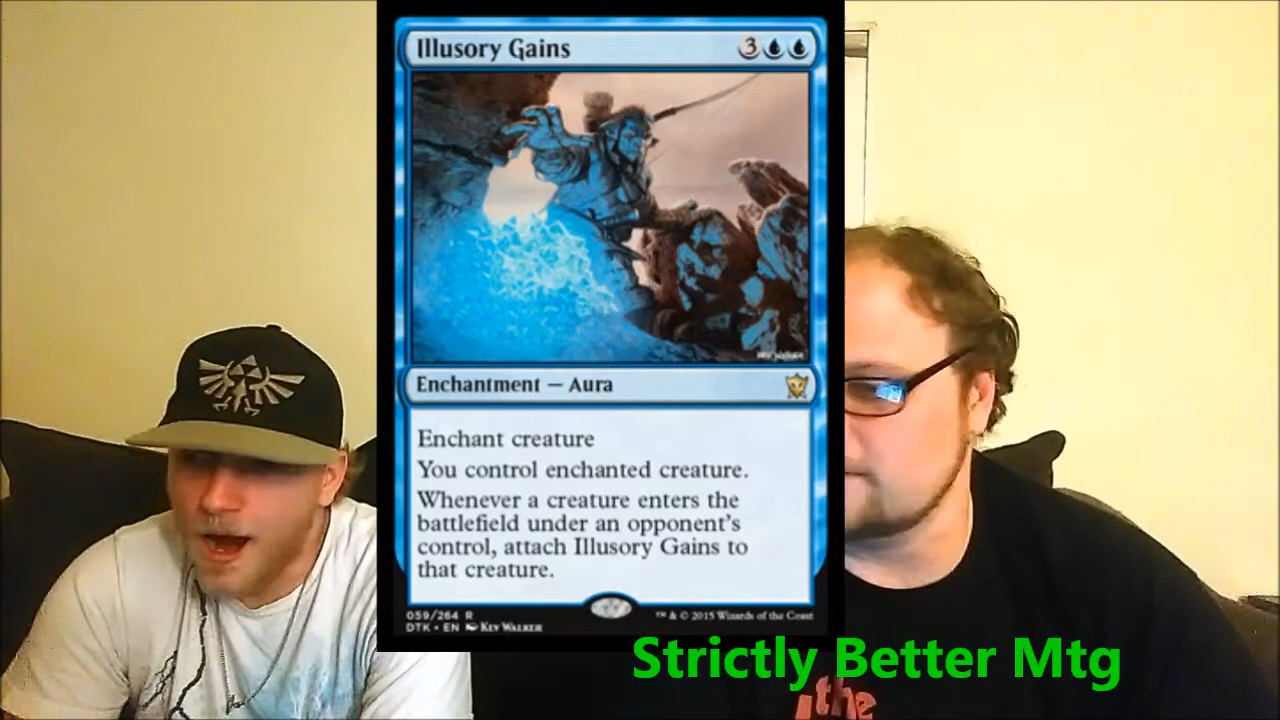 Illusory Gains 3
Enchantment — Aura
Enchant creature
You control enchanted creature.
Whenever a creature enters the
battlefield under an opponent's
control, attach Illusory Gains to
that creature.
059/264 R
DTK • EN Kev Walker
™ & © 2015 Wizards of the Coast
Strictly Better Mtg
the